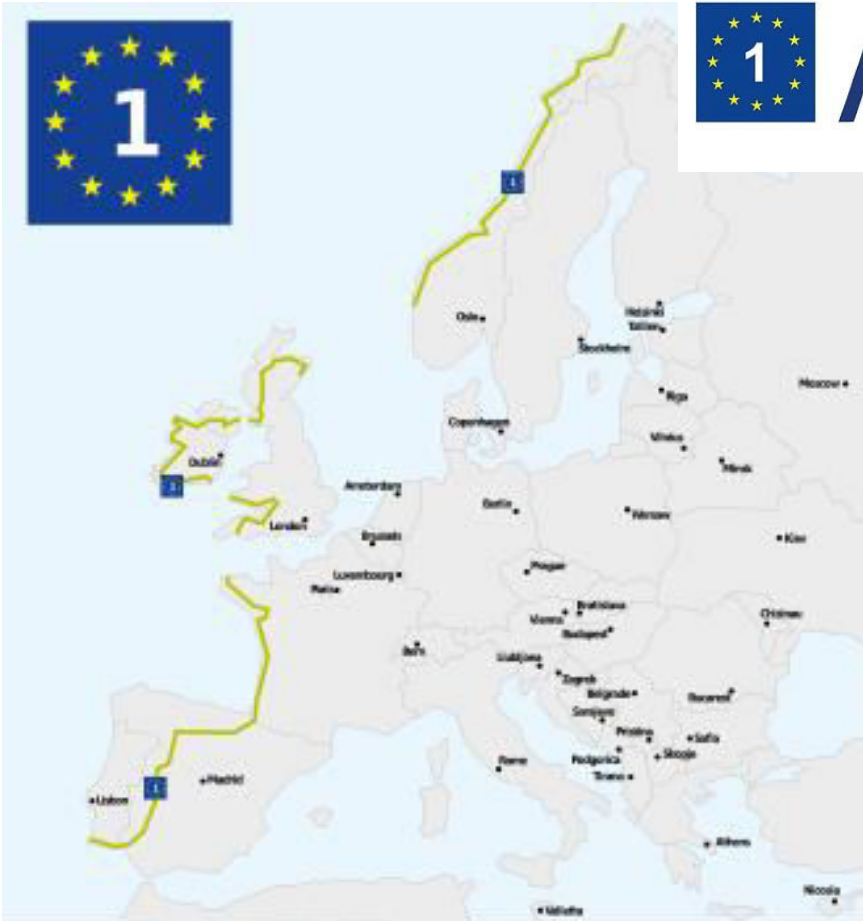 1
1
A
1
Oslo
Helsinki
Tallinn
Stockholm
Moscow
Riga
Copenhagen
Vilnius
Minsk
Dublin
1
Amsterdam
Berlin
Warsaw
London
Brussels
Kiev
Prague
Luxembourg
Bratislava
Vienna
Chisinau
Budapest
Bern
Ljubljana
Zagreb
Belgrade
Sarajevo
Pristina
Sofia
Podgorica
Skopje
Rome
Tirana
1
Madrid
Lisbon
Athens
Nicosia
Valletta